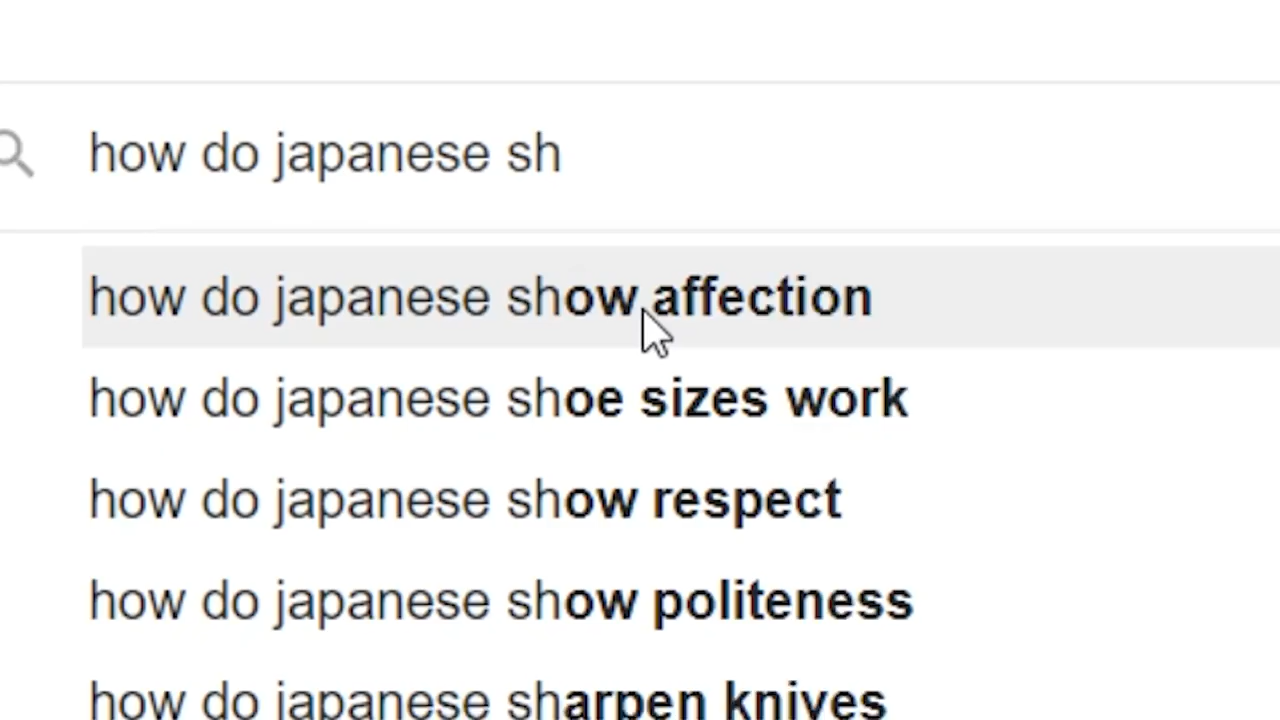 how do japanese sh
how do japanese show affection
how do japanese shoe sizes work
how do japanese show respect
how do japanese show politeness
how do japanese sharpen knives